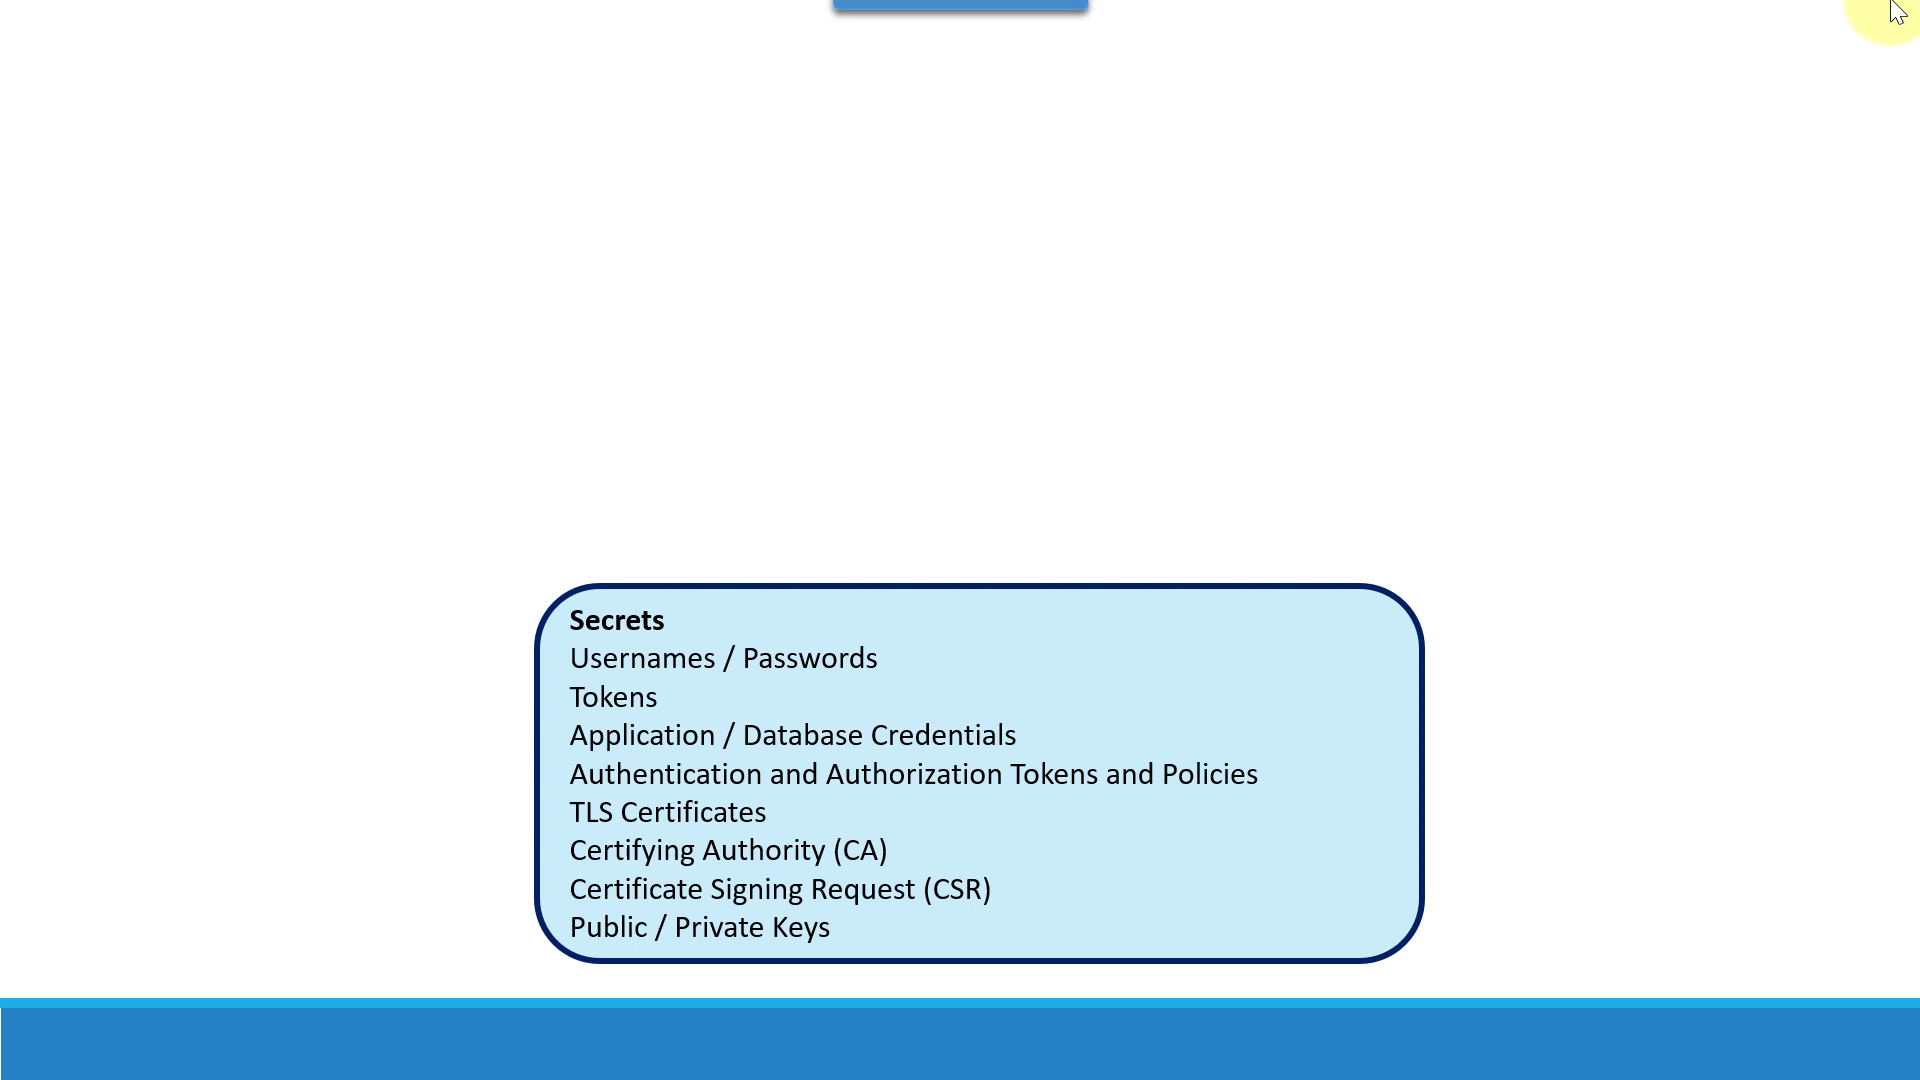 Secrets
Usernames / Passwords
Tokens
Application / Database Credentials
Authentication and Authorization Tokens and Policies
TLS Certificates
Certifying Authority (CA)
Certificate Signing Request (CSR)
Public / Private Keys